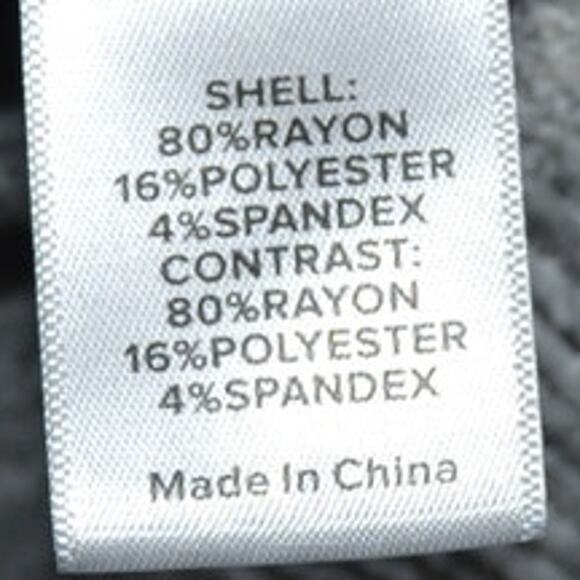 SHELL:
80%RAYON
16%POLYESTER
4%SPANDEX
CONTRAST:
80%RAYON
16%POLYESTER
4%SPANDEX
Made In China